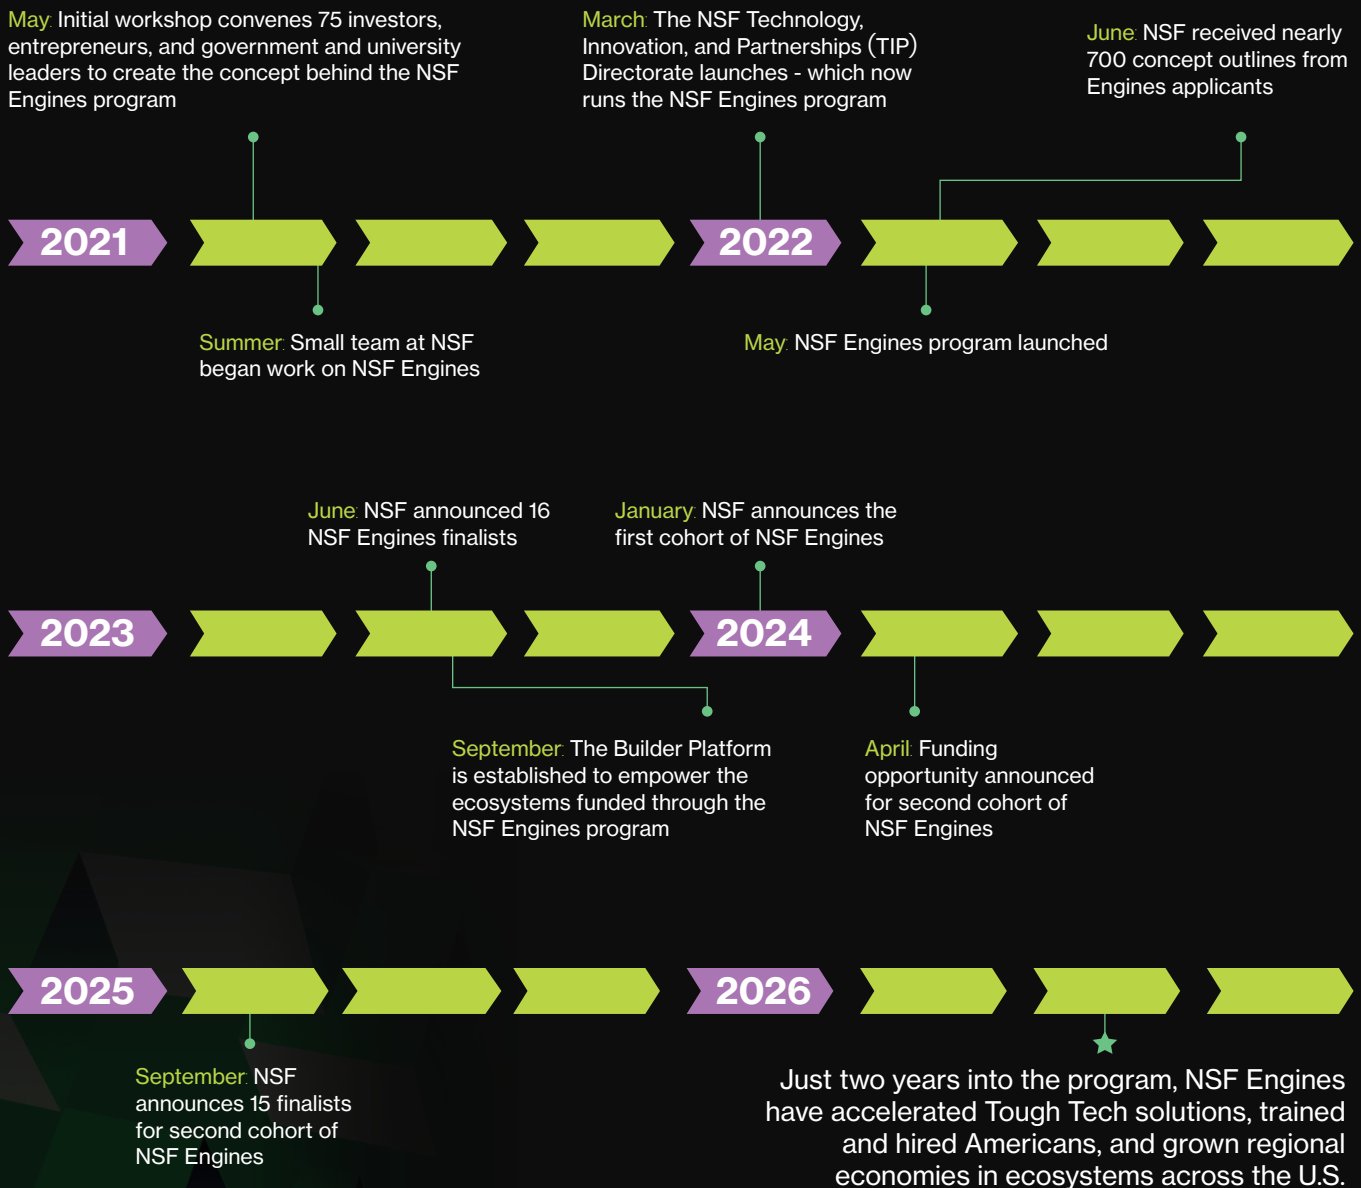 May: Initial workshop convenes 75 investors,
entrepreneurs, and government and university
leaders to create the concept behind the NSF
Engines program
March: The NSF Technology,
Innovation, and Partnerships (TIP)
Directorate launches - which now
runs the NSF Engines program
June: NSF received nearly
700 concept outlines from
Engines applicants
2021
2022
Summer: Small team at NSF
began work on NSF Engines
May: NSF Engines program launched
June: NSF announced 16
NSF Engines finalists
January: NSF announces the
first cohort of NSF Engines
2023
2024
September: The Builder Platform
is established to empower the
ecosystems funded through the
NSF Engines program
April: Funding
opportunity announced
for second cohort of
NSF Engines
2025
2026
September: NSF
announces 15 finalists
for second cohort of
NSF Engines
Just two years into the program, NSF Engines
have accelerated Tough Tech solutions, trained
and hired Americans, and grown regional
economies in ecosystems across the U.S.